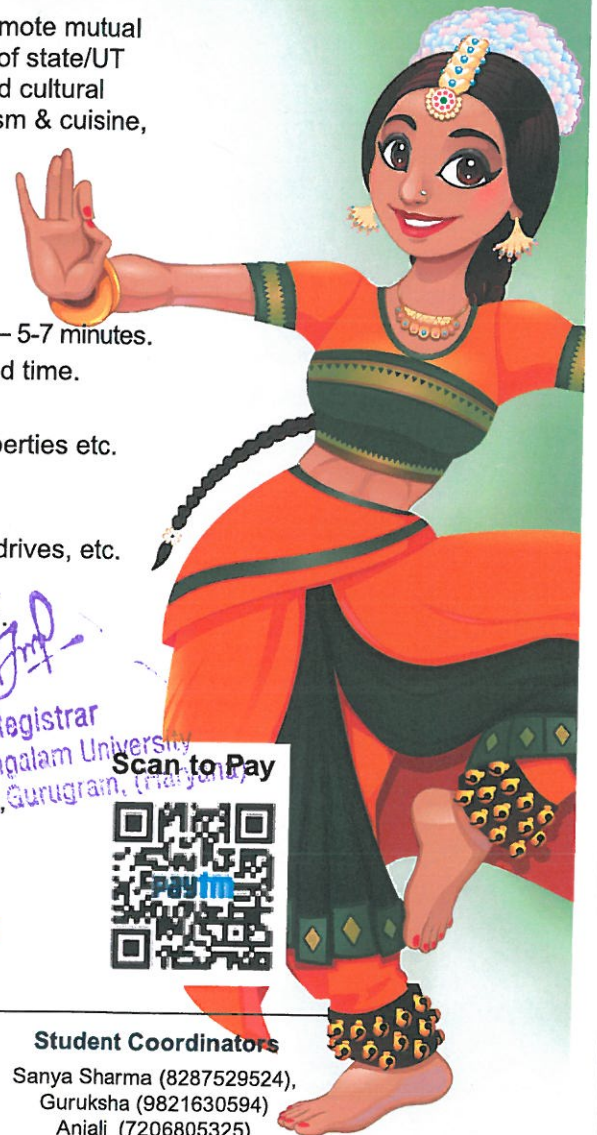 mote mutual
of state/UT
d cultural
sm & cuisine,
– 5-7 minutes.
d time.
perties etc.
drives, etc.
Registrar
ngalam University
Gurugram, (Haryana)
Scan to Pay
paytm
Student Coordinators
Sanya Sharma (8287529524),
Guruksha (9821630594)
Anjali (7206805325)